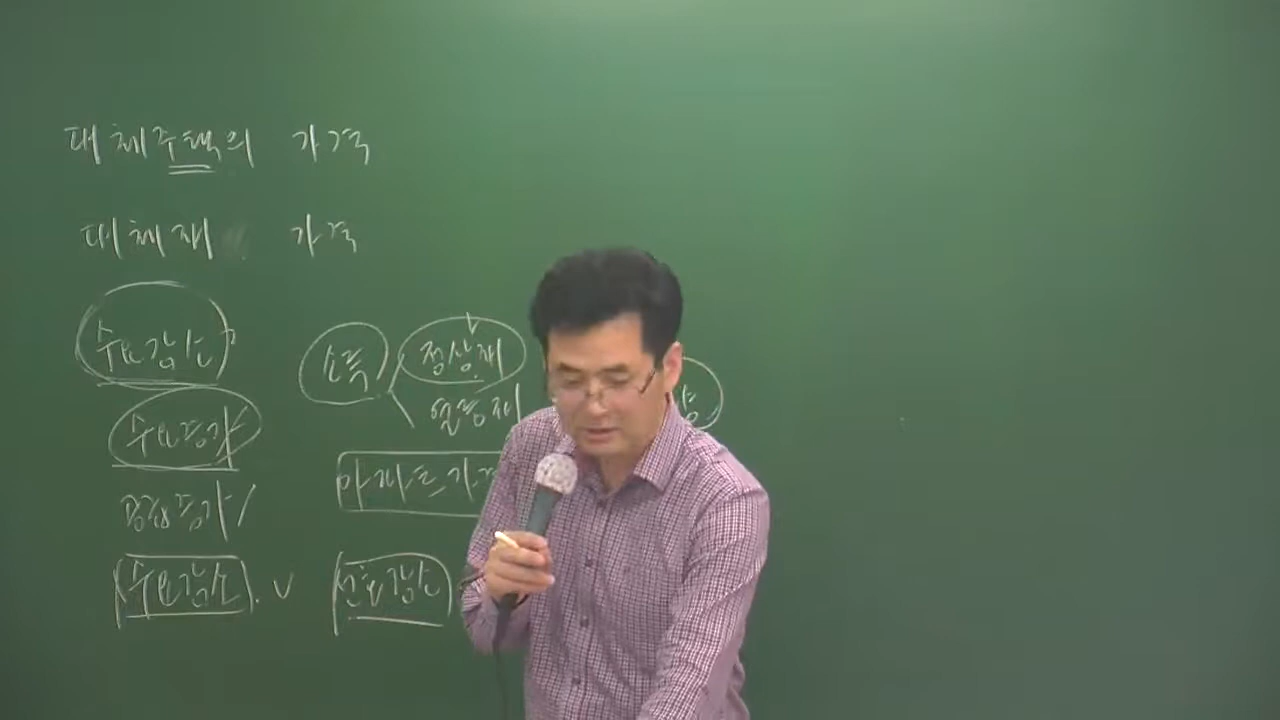 대체주택의 가격
대체재 가격
수요감소
소득 정상재
열등재
수요증가
아파트가격
공급증가
수요감소 선호감소